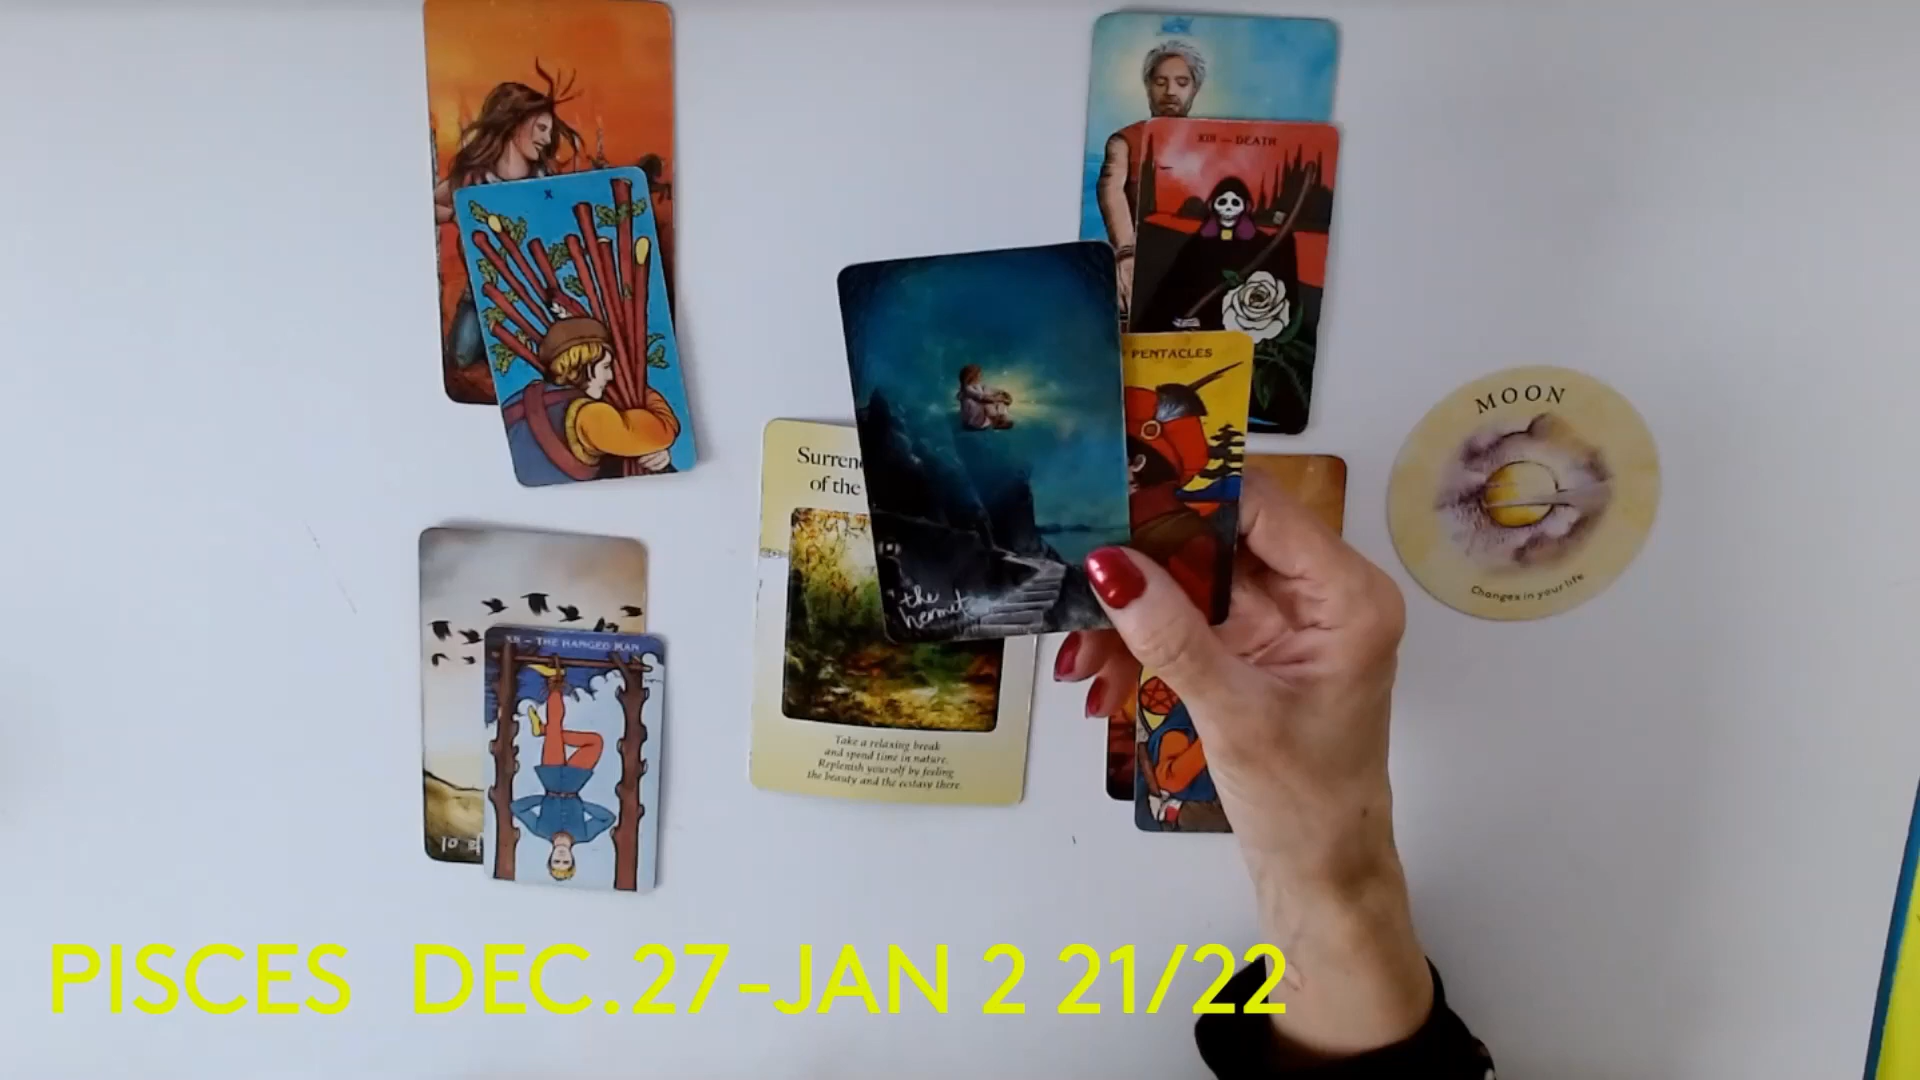 XIII — DEATH
X
PENTACLES
MOON
Surren
of the
Changes in your life
the
hermit
XII — THE HANGED MAN
Take a relaxing break
and spend time in nature.
Replenish yourself by feeling
the beauty and the ecstasy there.
PISCES DEC.27-JAN 2 21/22